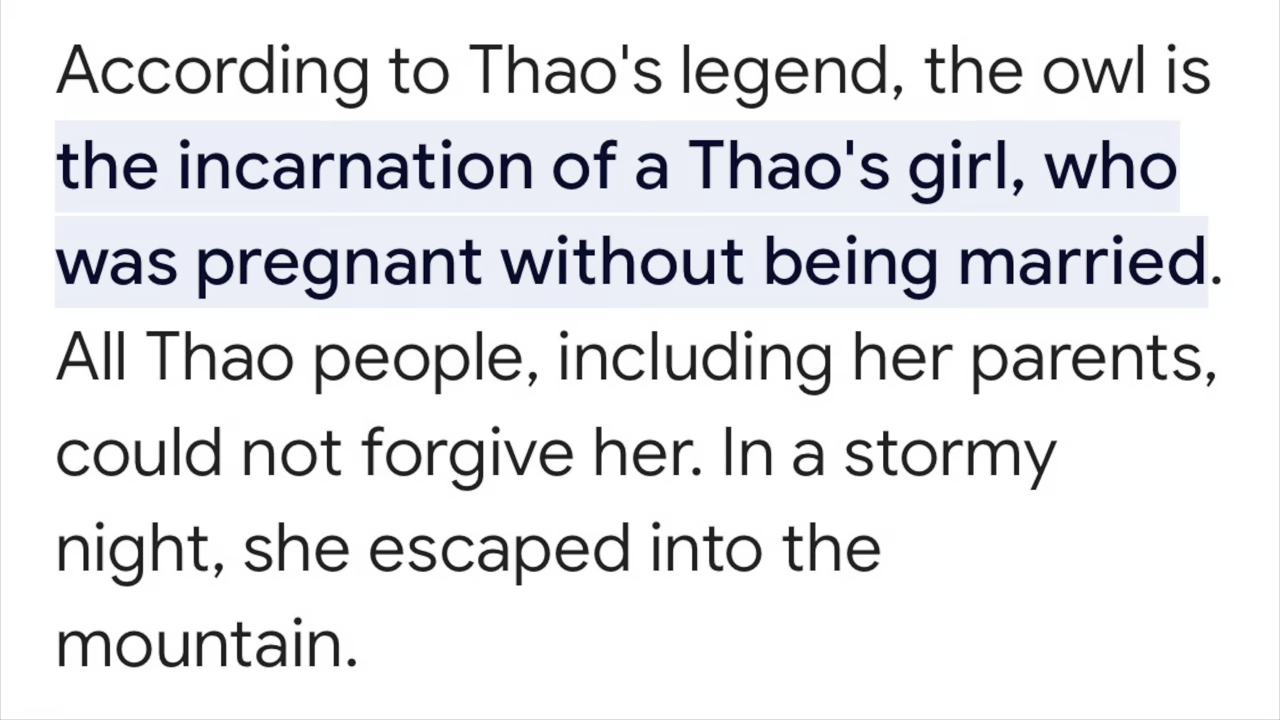 According to Thao's legend, the owl is
the incarnation of a Thao's girl, who
was pregnant without being married.
All Thao people, including her parents,
could not forgive her. In a stormy
night, she escaped into the
mountain.